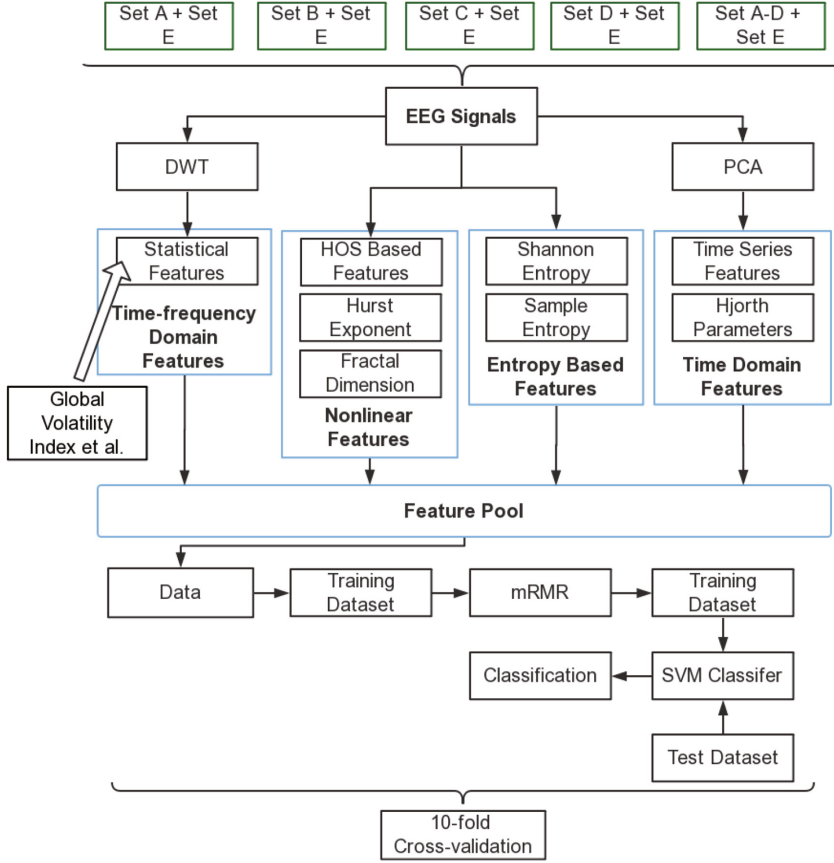 Set A + Set
E
Set B + Set
E
Set C + Set
E
Set D + Set
E
Set A-D +
Set E
EEG Signals
DWT
PCA
Statistical
Features
Time-frequency
Domain
Features
Global
Volatility
Index et al.
HOS Based
Features
Hurst
Exponent
Fractal
Dimension
Nonlinear
Features
Shannon
Entropy
Sample
Entropy
Entropy Based
Features
Time Series
Features
Hjorth
Parameters
Time Domain
Features
Feature Pool
Data
Training
Dataset
mRMR
Training
Dataset
Classification
SVM Classifer
Test Dataset
10-fold
Cross-validation